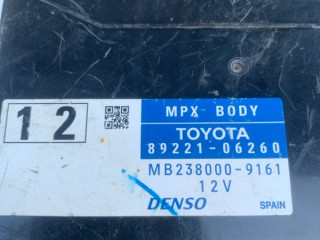 12
MPX BODY
TOYOTA
89221-06260
MB238000-9161
12V
DENSO
SPAIN